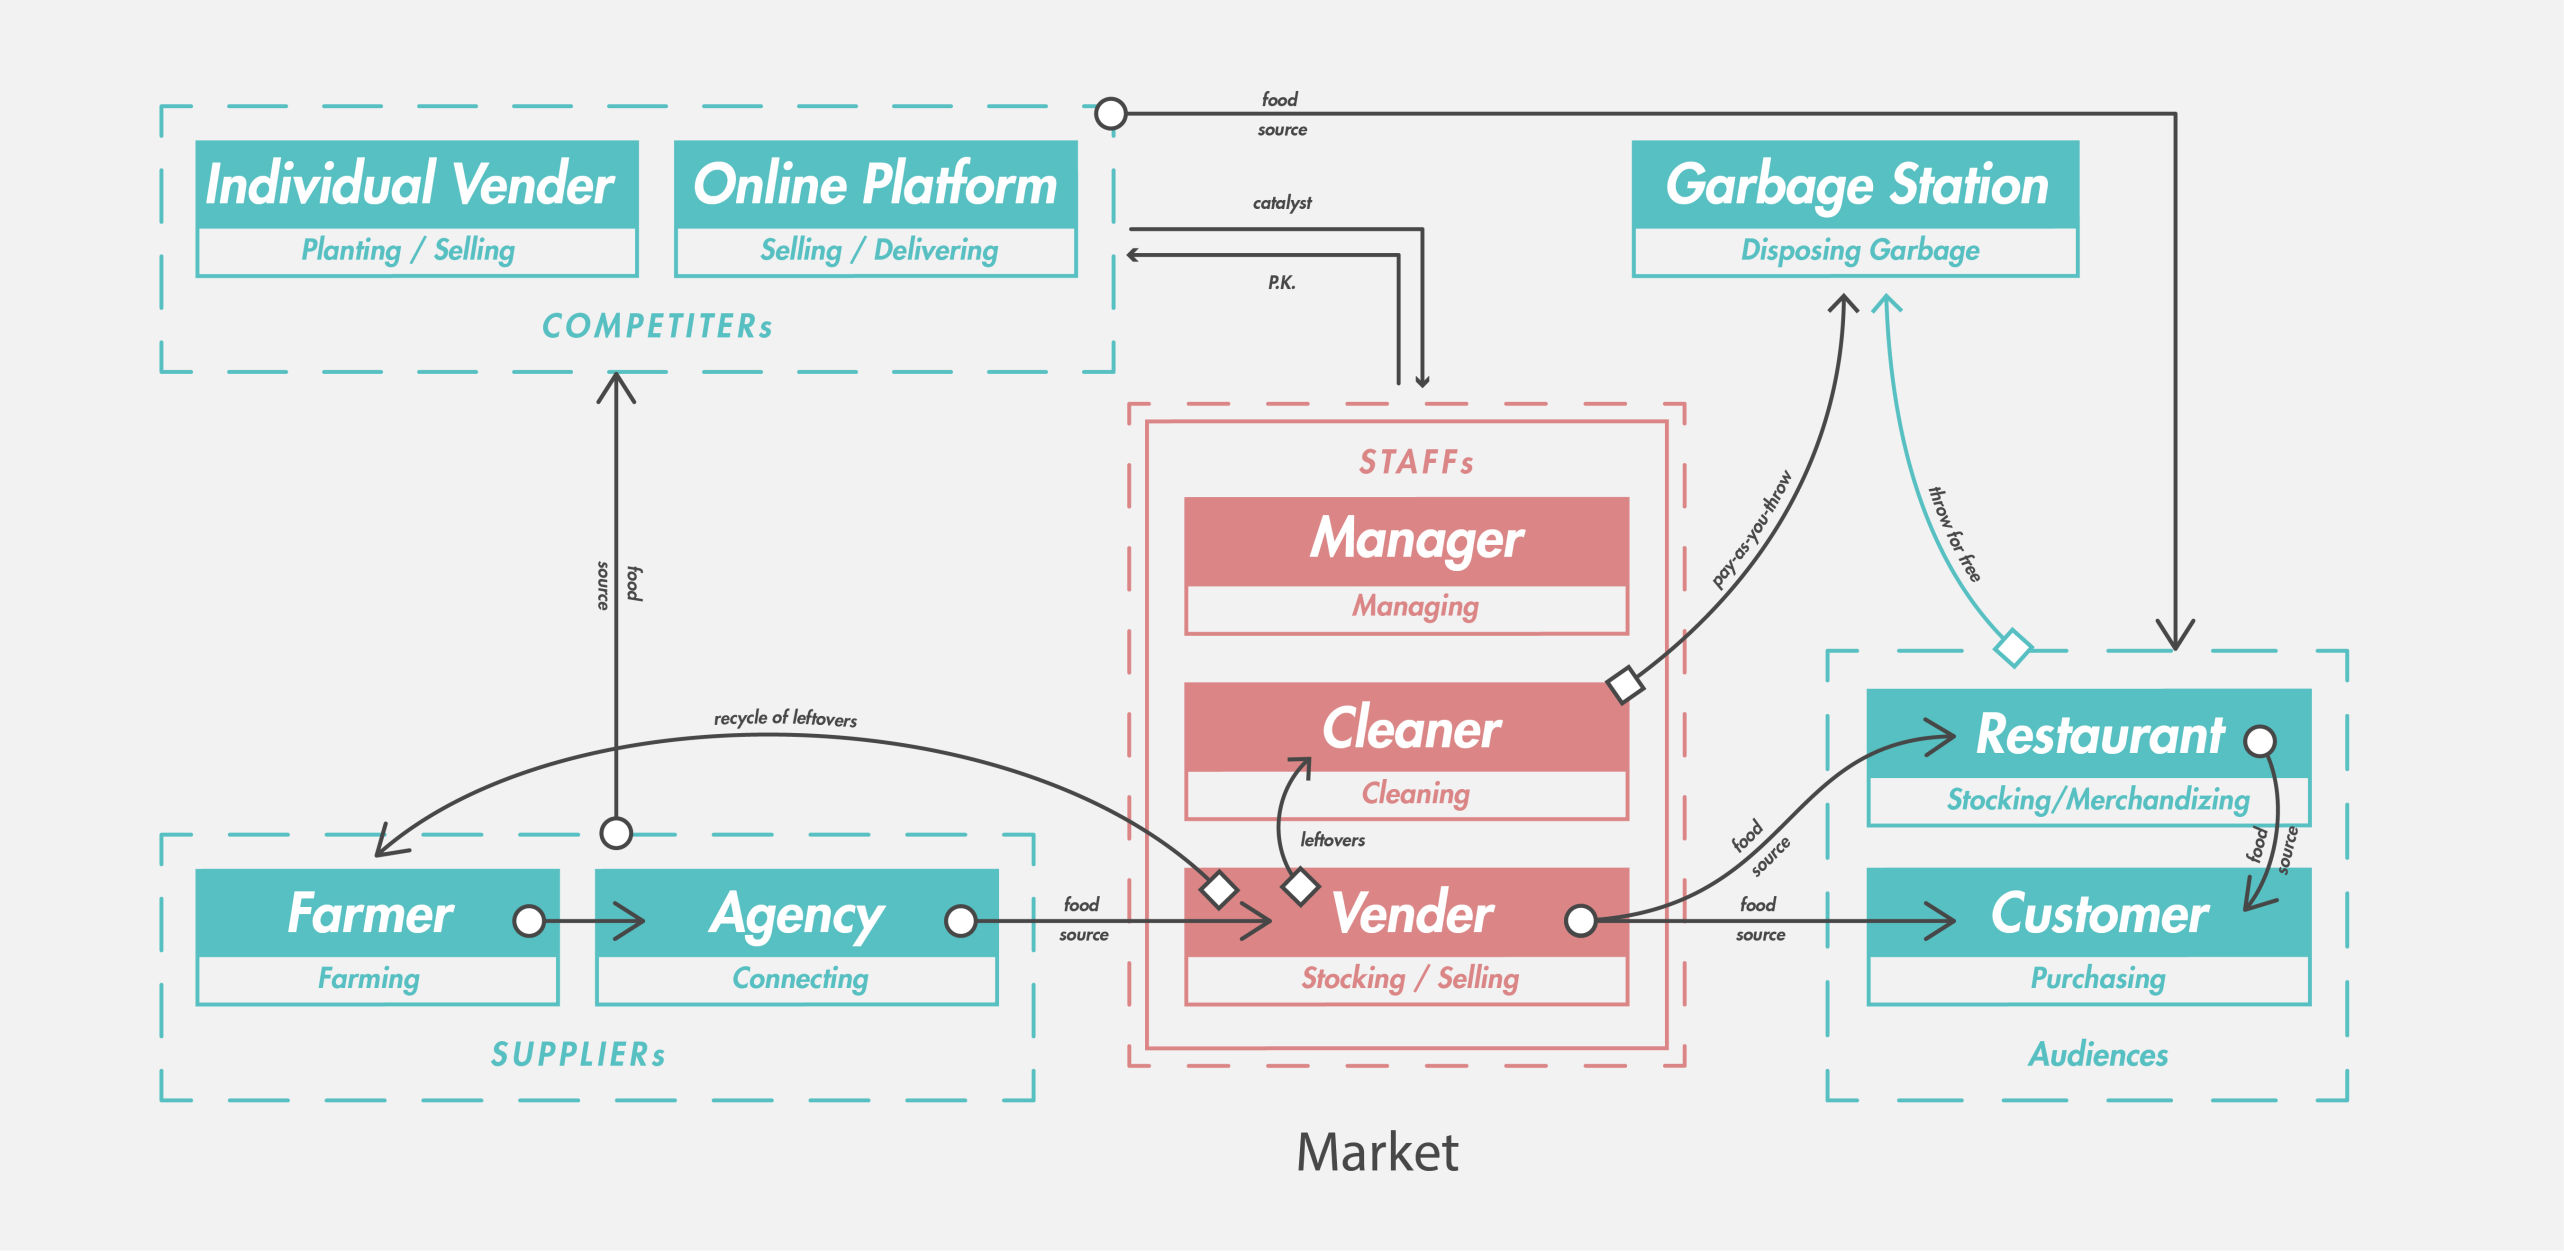 food
source
Individual Vender
Planting / Selling
Online Platform
Selling / Delivering
COMPETITERs
catalyst
P.K.
Garbage Station
Disposing Garbage
STAFFs
Manager
Managing
pay-as-you-throw
throw for free
food
source
recycle of leftovers
Cleaner
Cleaning
leftovers
Restaurant
Stocking/Merchandizing
food
source
food
source
Farmer
Farming
Agency
Connecting
SUPPLIERs
food
source
Vender
Stocking / Selling
food
source
Customer
Purchasing
Audiences
Market